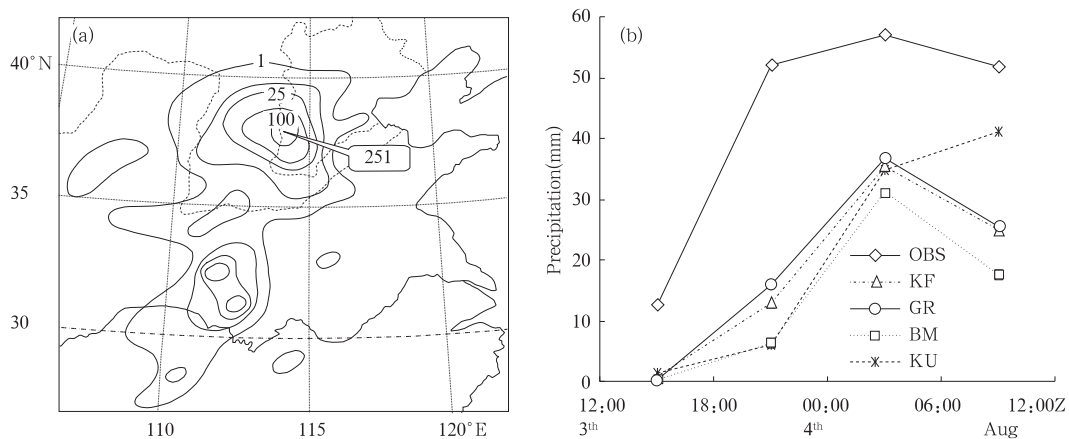 (a)
40°N
1
25
100
251
35
30
110
115
120°E
(b)
60
50
40
30
20
10
0
Precipitation(mm)
OBS
KF
GR
BM
KU
12:00
18:00
00:00
06:00
12:00Z
3th
4th
Aug